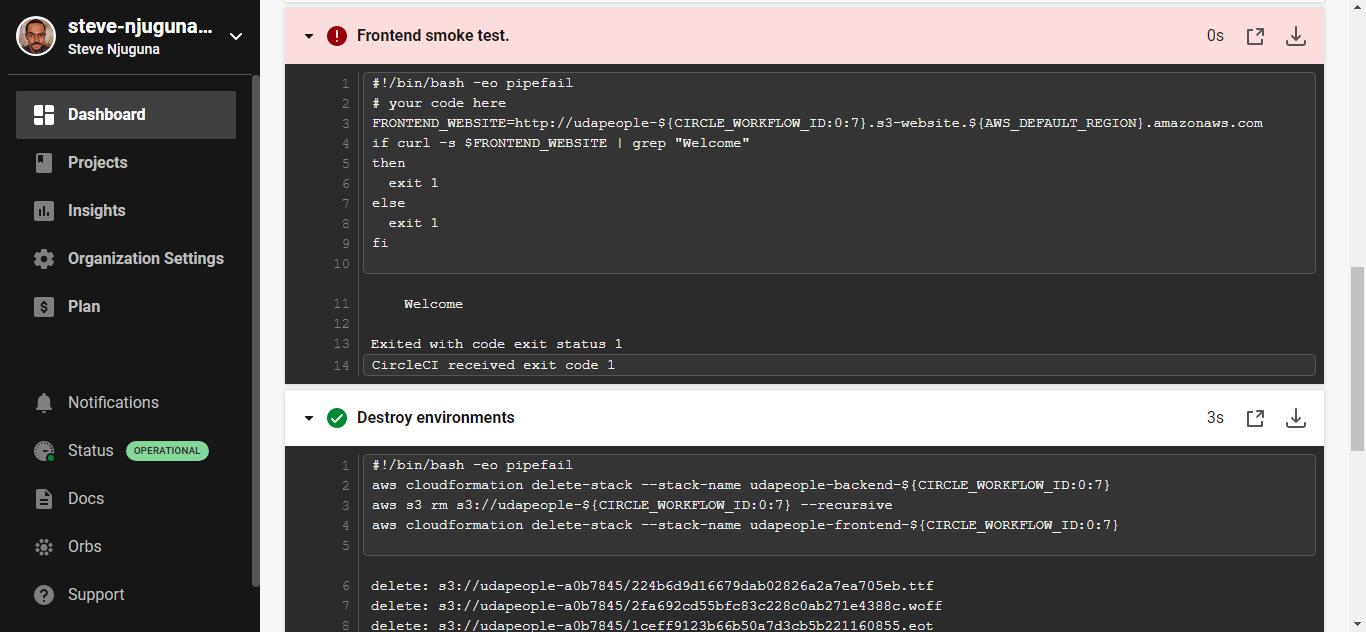 steve-njuguna...
Steve Njuguna
Dashboard
Projects
Insights
Organization Settings
Plan
Notifications
Status OPERATIONAL
Docs
Orbs
Support
Frontend smoke test. 0s
1 #!/bin/bash -eo pipefail
2 # your code here
3 FRONTEND_WEBSITE=http://udapeople-${CIRCLE_WORKFLOW_ID:0:7}.s3-website.${AWS_DEFAULT_REGION}.amazonaws.com
4 if curl -s $FRONTEND_WEBSITE | grep "Welcome"
5 then
6 exit 1
7 else
8 exit 1
9 fi
10
11 Welcome
12
13 Exited with code exit status 1
14 CircleCI received exit code 1
Destroy environments 3s
1 #!/bin/bash -eo pipefail
2 aws cloudformation delete-stack --stack-name udapeople-backend-${CIRCLE_WORKFLOW_ID:0:7}
3 aws s3 rm s3://udapeople-${CIRCLE_WORKFLOW_ID:0:7} --recursive
4 aws cloudformation delete-stack --stack-name udapeople-frontend-${CIRCLE_WORKFLOW_ID:0:7}
5
6 delete: s3://udapeople-a0b7845/224b6d9d16679dab02826a2a7ea705eb.ttf
7 delete: s3://udapeople-a0b7845/2fa692cd55bfc83c228c0ab271e4388c.woff
8 delete: s3://udapeople-a0b7845/1ceff9123b66b50a7d3cb5b221160855.eot